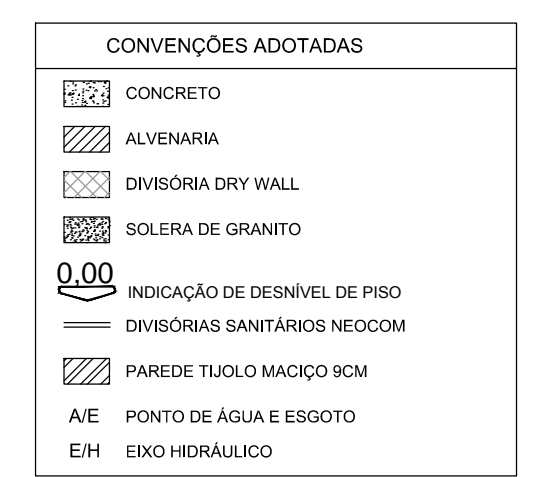 CONVENÇÕES ADOTADAS
CONCRETO
ALVENARIA
DIVISÓRIA DRY WALL
SOLERA DE GRANITO
0,00 INDICAÇÃO DE DESNÍVEL DE PISO
DIVISÓRIAS SANITÁRIOS NEOCOM
PAREDE TIJOLO MACIÇO 9CM
A/E PONTO DE ÁGUA E ESGOTO
E/H EIXO HIDRÁULICO